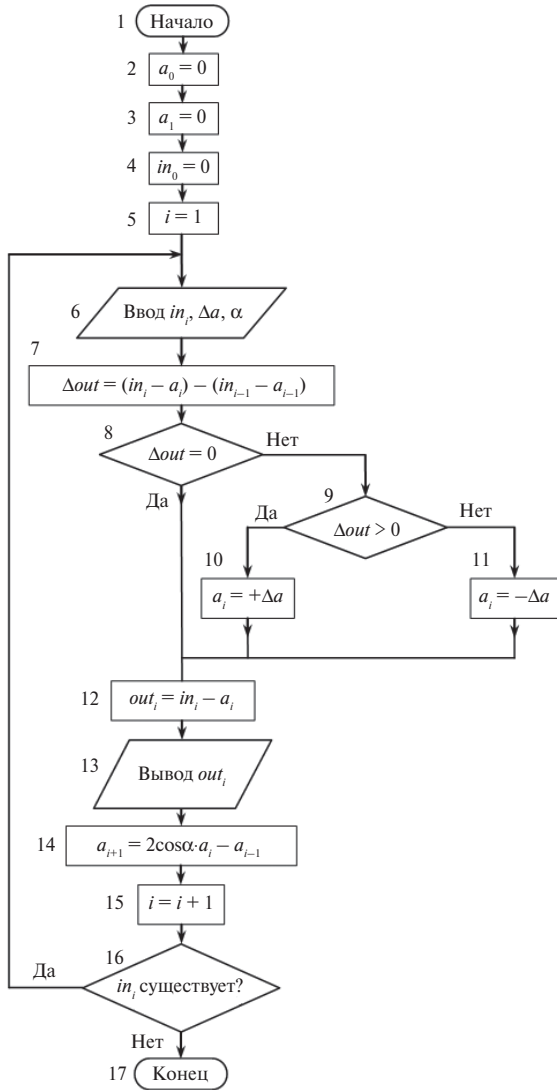 1 Начало
2 a₀ = 0
3 a₁ = 0
4 in₀ = 0
5 i = 1
6 Ввод inᵢ, Δa, α
7
Δout = (inᵢ – aᵢ) – (inᵢ₋₁ – aᵢ₋₁)
8 Δout = 0 Нет
Да
9 Δout > 0
Да Нет
10 11
aᵢ = +Δa aᵢ = –Δa
12 outᵢ = inᵢ – aᵢ
13 Вывод outᵢ
14 aᵢ₊₁ = 2cosα·aᵢ – aᵢ₋₁
15 i = i + 1
16
Да inᵢ существует?
Нет
17 Конец